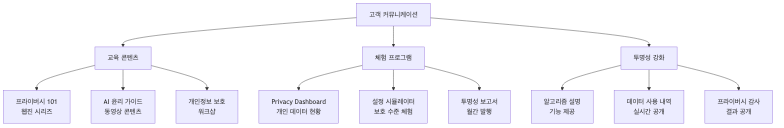 고객 커뮤니케이션
교육 콘텐츠
체험 프로그램
투명성 강화
프라이버시 101
웹진 시리즈
AI 윤리 가이드
동영상 콘텐츠
개인정보 보호
워크샵
Privacy Dashboard
개인 데이터 현황
설정 시뮬레이터
보호 수준 체험
투명성 보고서
월간 발행
알고리즘 설명
기능 제공
데이터 사용 내역
실시간 공개
프라이버시 감사
결과 공개